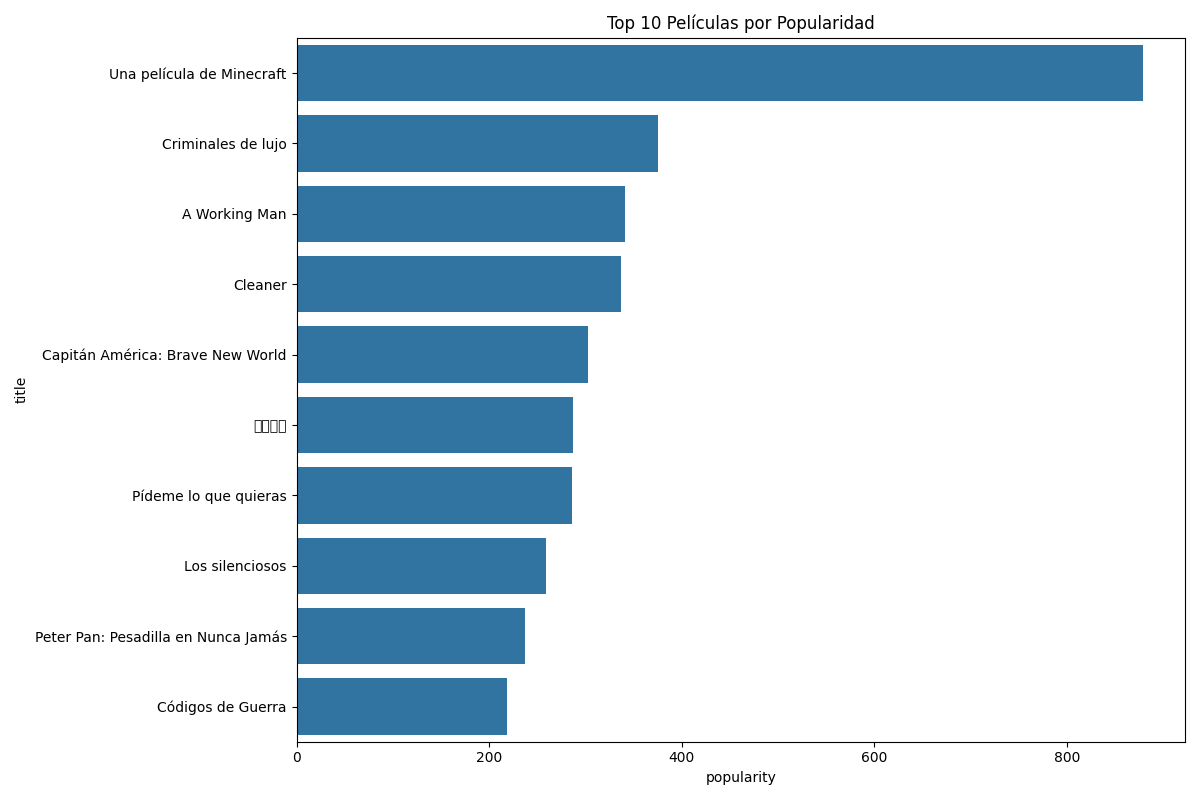 Top 10 Películas por Popularidad
Una película de Minecraft
Criminales de lujo
A Working Man
Cleaner
Capitán América: Brave New World
Pídeme lo que quieras
Los silenciosos
Peter Pan: Pesadilla en Nunca Jamás
Códigos de Guerra
title
0 200 400 600 800
popularity